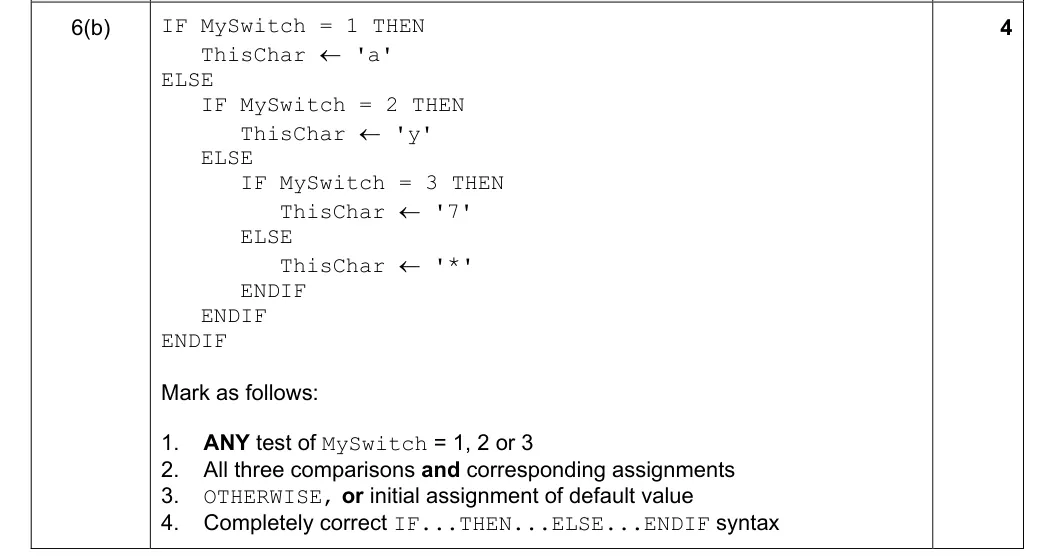 6(b)
IF MySwitch = 1 THEN
   ThisChar ← 'a'
ELSE
   IF MySwitch = 2 THEN
      ThisChar ← 'y'
   ELSE
      IF MySwitch = 3 THEN
         ThisChar ← '7'
      ELSE
         ThisChar ← '*'
      ENDIF
   ENDIF
ENDIF
4
Mark as follows:
1. ANY test of MySwitch = 1, 2 or 3
2. All three comparisons and corresponding assignments
3. OTHERWISE, or initial assignment of default value
4. Completely correct IF...THEN...ELSE...ENDIF syntax